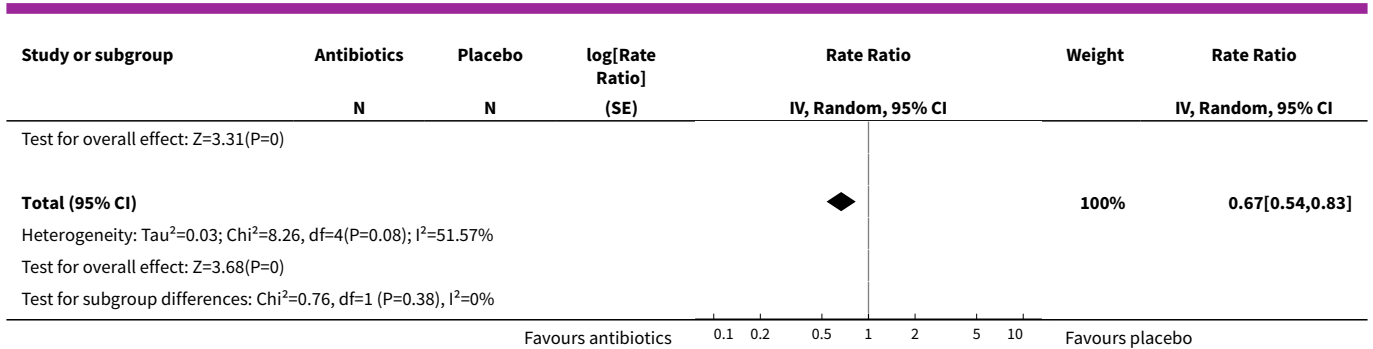 Study or subgroup Antibiotics Placebo log[Rate Ratio] Rate Ratio Weight Rate Ratio
N N (SE) IV, Random, 95% CI IV, Random, 95% CI
Test for overall effect: Z=3.31(P=0)
Total (95% CI) 100% 0.67[0.54,0.83]
Heterogeneity: Tau²=0.03; Chi²=8.26, df=4(P=0.08); I²=51.57%
Test for overall effect: Z=3.68(P=0)
Test for subgroup differences: Chi²=0.76, df=1 (P=0.38), I²=0%
Favours antibiotics 0.1 0.2 0.5 1 2 5 10 Favours placebo